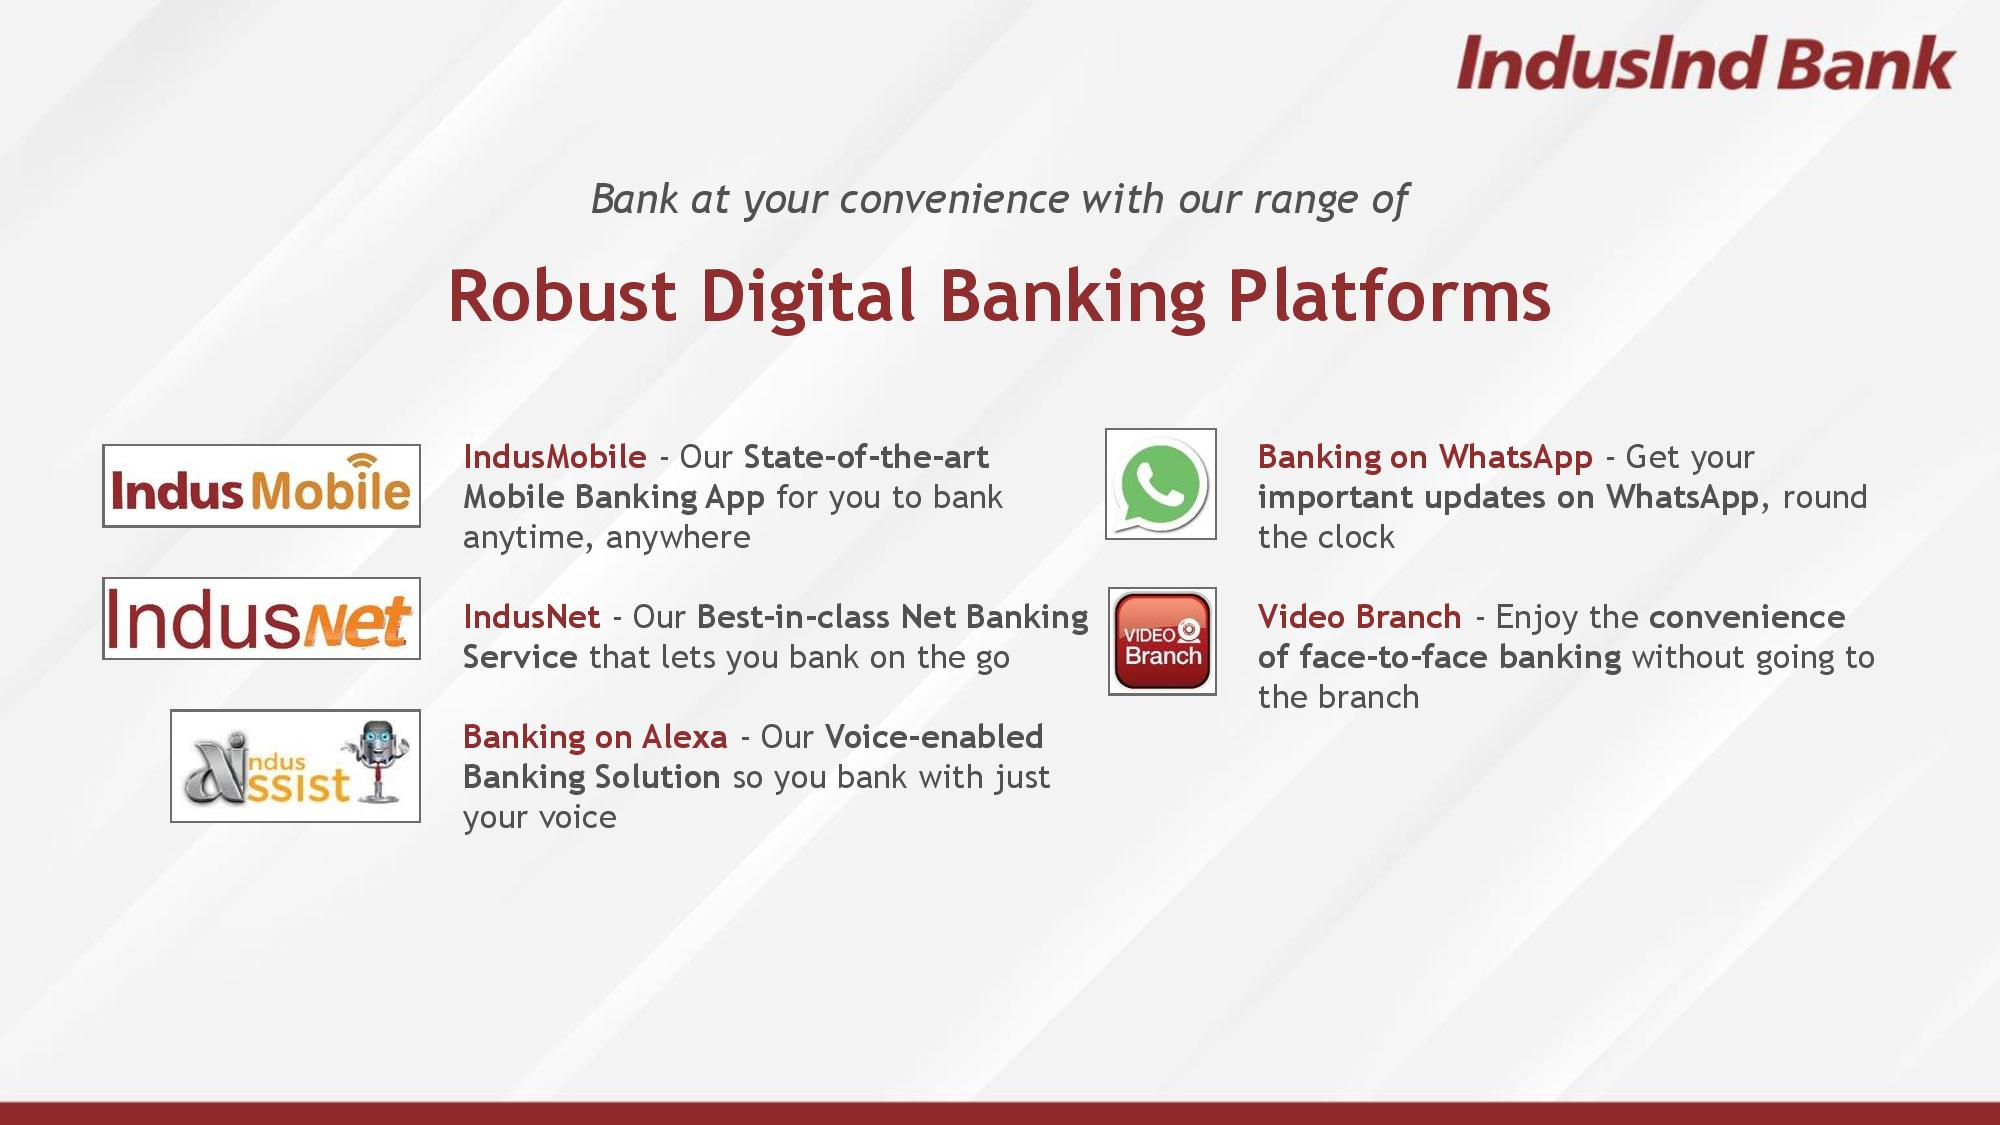 IndusInd Bank
Bank at your convenience with our range of
Robust Digital Banking Platforms
Indus Mobile
IndusMobile - Our State-of-the-art
Mobile Banking App for you to bank
anytime, anywhere
Indusnet
IndusNet - Our Best-in-class Net Banking
Service that lets you bank on the go
indus
assist
Banking on Alexa - Our Voice-enabled
Banking Solution so you bank with just
your voice
Banking on WhatsApp - Get your
important updates on WhatsApp, round
the clock
VIDEO
Branch
Video Branch - Enjoy the convenience
of face-to-face banking without going to
the branch